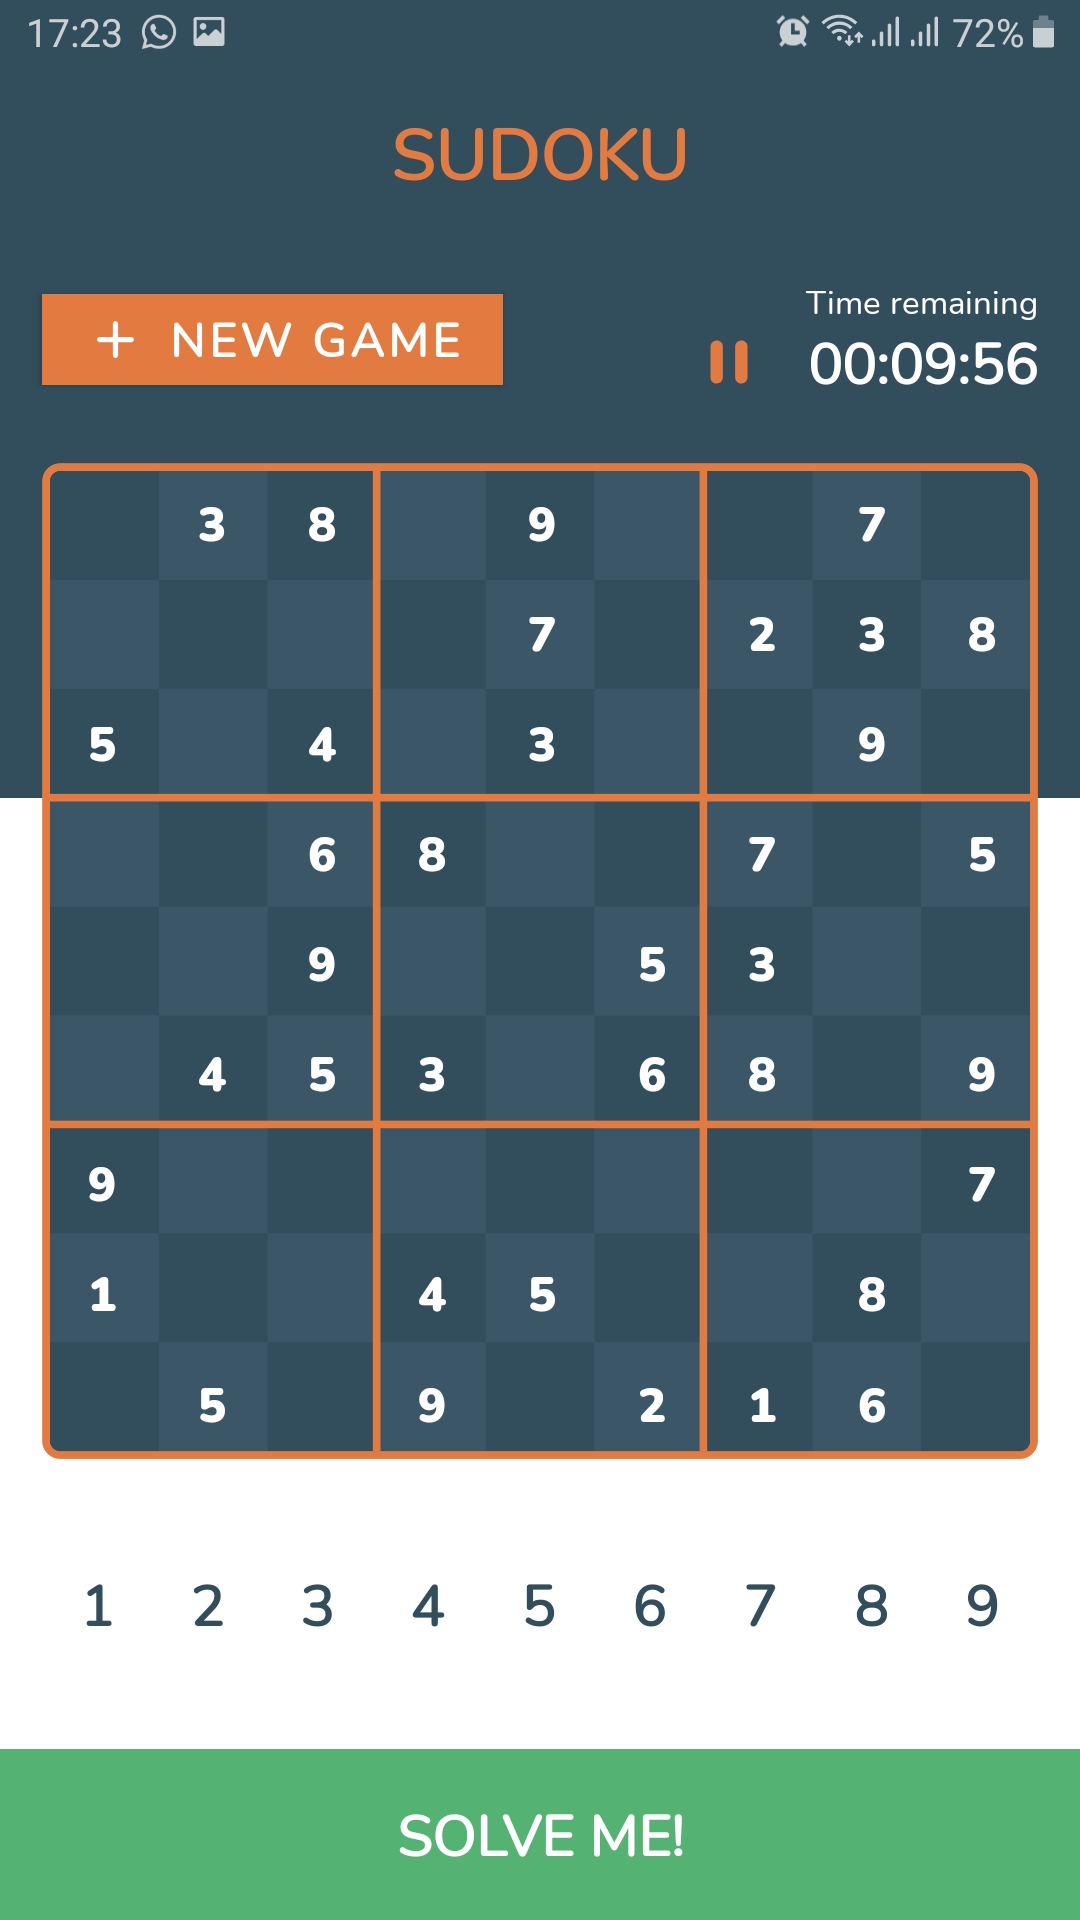 17:23 72%
SUDOKU
Time remaining
+ NEW GAME 00:09:56
3 8 9 7
7 2 3 8
5 4 3 9
6 8 7 5
9 5 3
4 5 3 6 8 9
9 7
1 4 5 8
5 9 2 1 6
1 2 3 4 5 6 7 8 9
SOLVE ME!